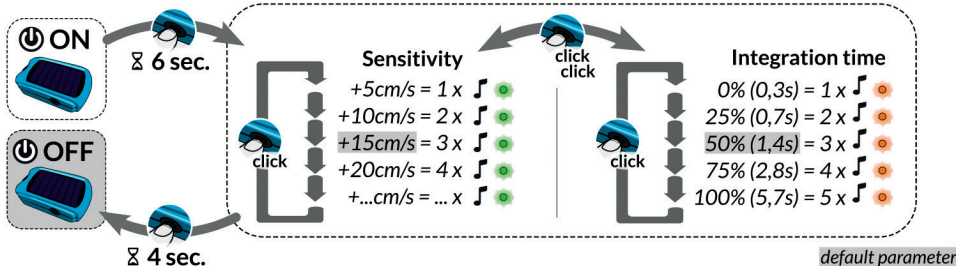 ON
6 sec.
OFF
4 sec.
click
click
Sensitivity
+5cm/s = 1 x
+10cm/s = 2 x
+15cm/s = 3 x
+20cm/s = 4 x
+...cm/s = ... x
click
Integration time
0% (0,3s) = 1 x
25% (0,7s) = 2 x
50% (1,4s) = 3 x
75% (2,8s) = 4 x
100% (5,7s) = 5 x
click
default parameter